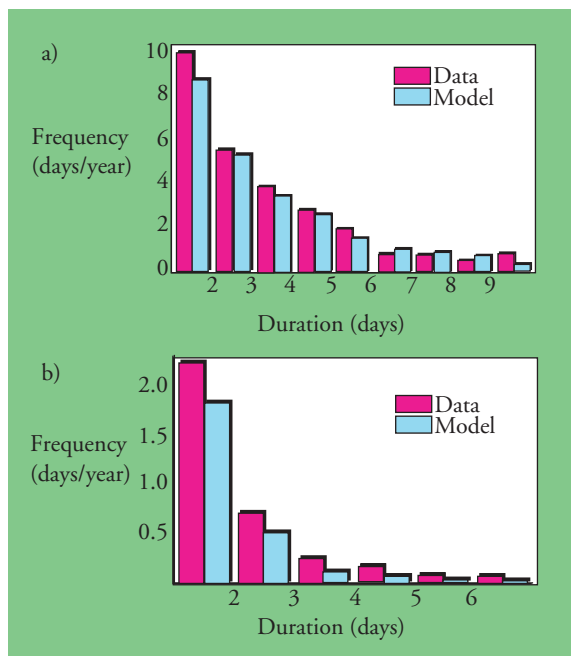 a)
10
8
6
4
2
0
Frequency
(days/year)
Data
Model
2 3 4 5 6 7 8 9
Duration (days)
b)
2.0
1.5
1.0
0.5
Frequency
(days/year)
Data
Model
2 3 4 5 6
Duration (days)